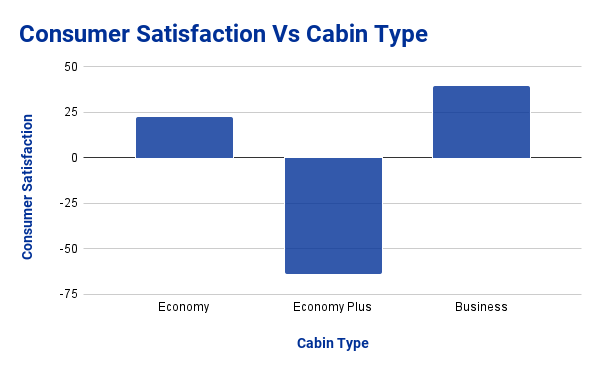 Consumer Satisfaction Vs Cabin Type
Consumer Satisfaction
50
25
0
-25
-50
-75
Economy
Economy Plus
Business
Cabin Type